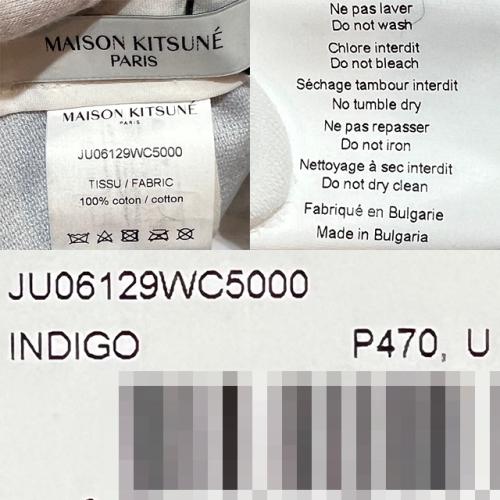 MAISON KITSUNÉ
PARIS
MAISON KITSUNÉ
PARIS
JU06129WC5000
TISSU / FABRIC
100% coton / cotton
Ne pas laver
Do not wash
Chlore interdit
Do not bleach
Séchage tambour interdit
No tumble dry
Ne pas repasser
Do not iron
Nettoyage à sec interdit
Do not dry clean
Fabriqué en Bulgarie
Made in Bulgaria
JU06129WC5000
INDIGO P470, U